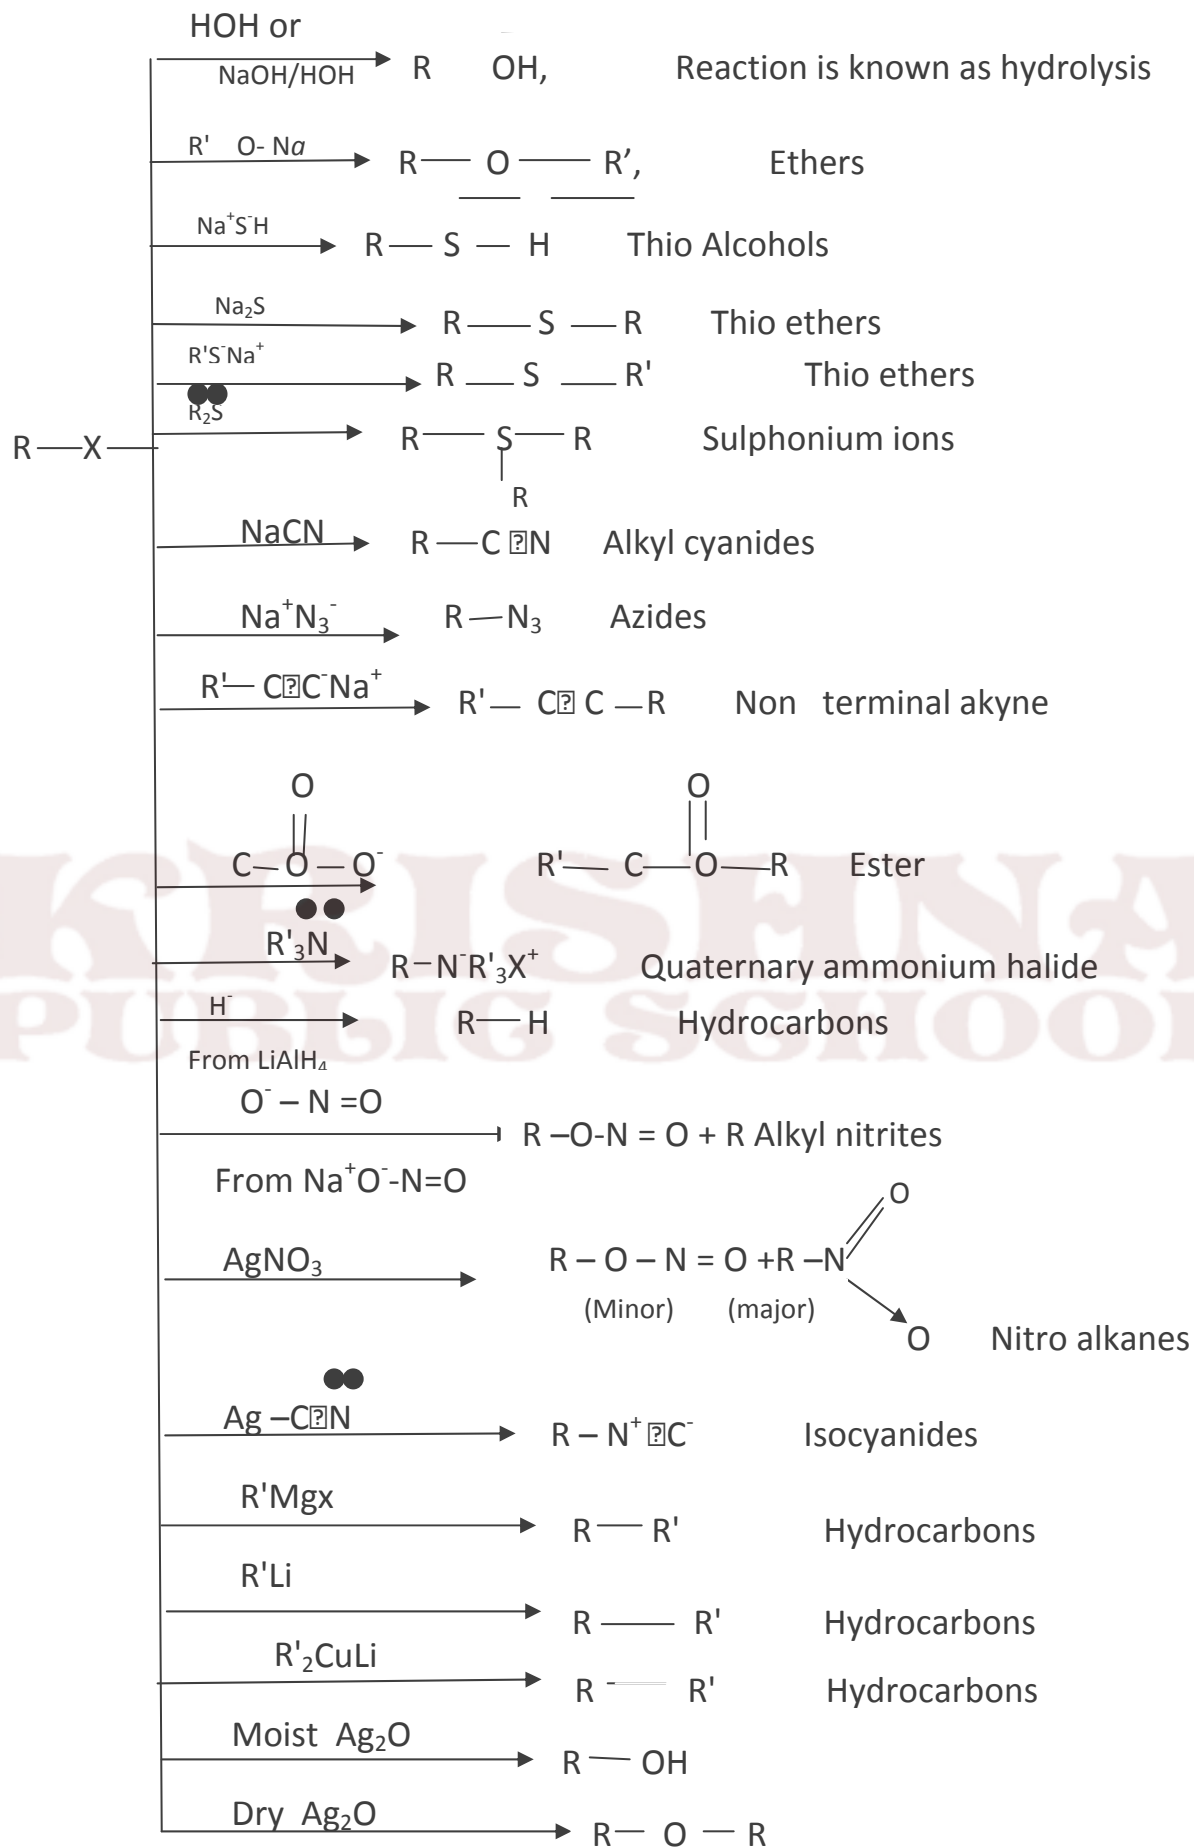 HOH or
NaOH/HOH R OH, Reaction is known as hydrolysis
R' O- Na R — O — R’, Ethers
Na⁺S⁻H R — S — H Thio Alcohols
Na₂S R — S — R Thio ethers
R'S⁻Na⁺ R — S — R' Thio ethers
R₂S R — S — R Sulphonium ions
R—X
R
NaCN R — C ⍰N Alkyl cyanides
Na⁺N₃⁻ R — N₃ Azides
R'— C⍰C⁻Na⁺ R'— C⍰ C —R Non terminal akyne
O O
C — O — O⁻ R'— C — O — R Ester
R'₃N R – N⁻R'₃X⁺ Quaternary ammonium halide
H⁻ R — H Hydrocarbons
From LiAlH₄
O⁻ – N =O
R –O-N = O + R Alkyl nitrites
From Na⁺O⁻-N=O
O
AgNO₃ R – O – N = O +R –N
(Minor) (major)
O Nitro alkanes
Ag –C⍰N R – N⁺ ⍰C⁻ Isocyanides
R'Mgx R — R' Hydrocarbons
R'Li R — R' Hydrocarbons
R'₂CuLi R — R' Hydrocarbons
Moist Ag₂O R — OH
Dry Ag₂O R — O — R
KRISHNA
PUBLIC SCHOOL